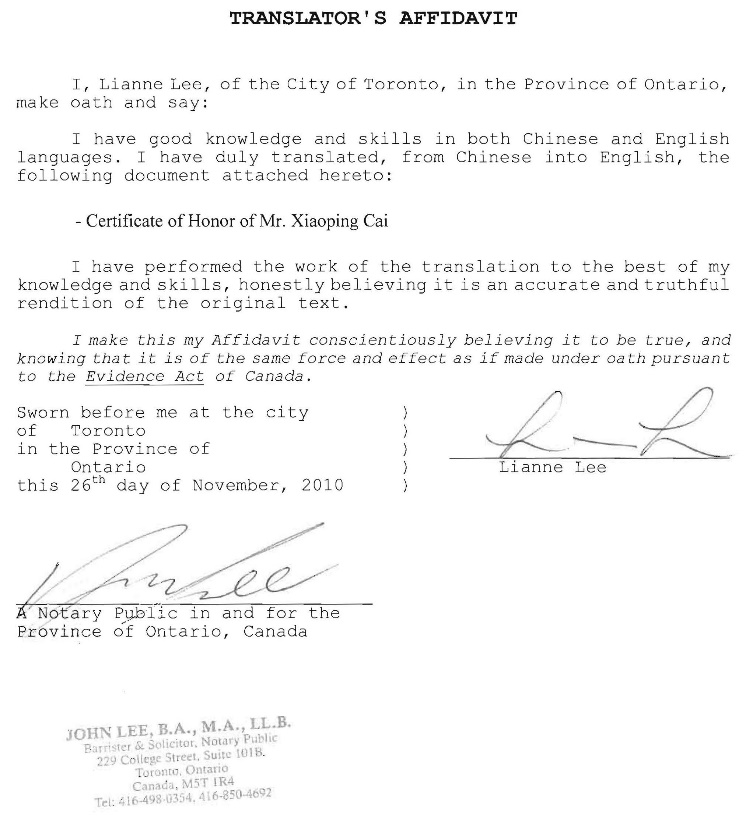 TRANSLATOR'S AFFIDAVIT
I, Lianne Lee, of the City of Toronto, in the Province of Ontario,
make oath and say:
I have good knowledge and skills in both Chinese and English
languages. I have duly translated, from Chinese into English, the
following document attached hereto:
- Certificate of Honor of Mr. Xiaoping Cai
I have performed the work of the translation to the best of my
knowledge and skills, honestly believing it is an accurate and truthful
rendition of the original text.
I make this my Affidavit conscientiously believing it to be true, and
knowing that it is of the same force and effect as if made under oath pursuant
to the Evidence Act of Canada.
Sworn before me at the city )
of Toronto )
in the Province of )
Ontario ) Lianne Lee
this 26th day of November, 2010 )
A Notary Public in and for the
Province of Ontario, Canada
JOHN LEE, B.A., M.A., LL.B.
Barrister & Solicitor, Notary Public
229 College Street, Suite 101B.
Toronto, Ontario
Canada, M5T 1R4
Tel: 416-498-0354, 416-850-4692